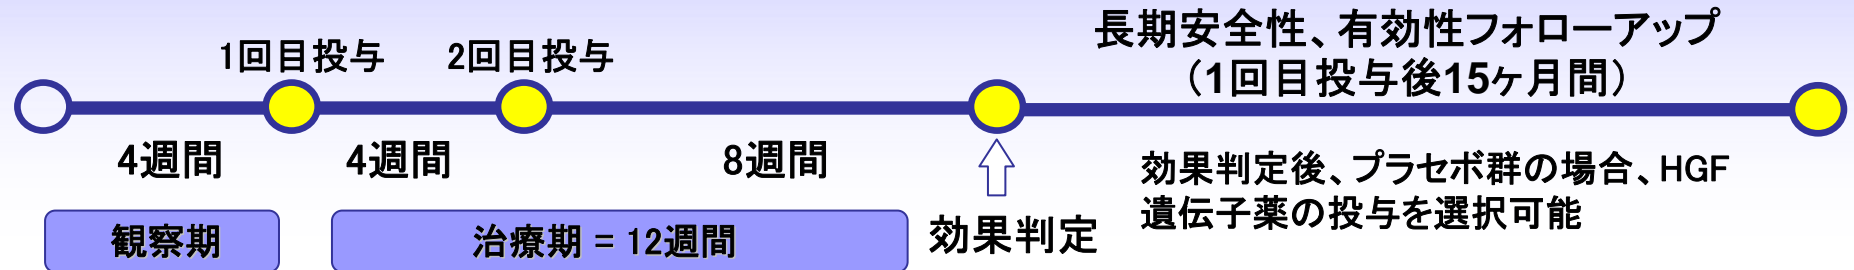 長期安全性、有効性フォローアップ
（1回目投与後15ヶ月間）
1回目投与
2回目投与
4週間
4週間
8週間
効果判定後、プラセボ群の場合、HGF
遺伝子薬の投与を選択可能
観察期
治療期 = 12週間
効果判定